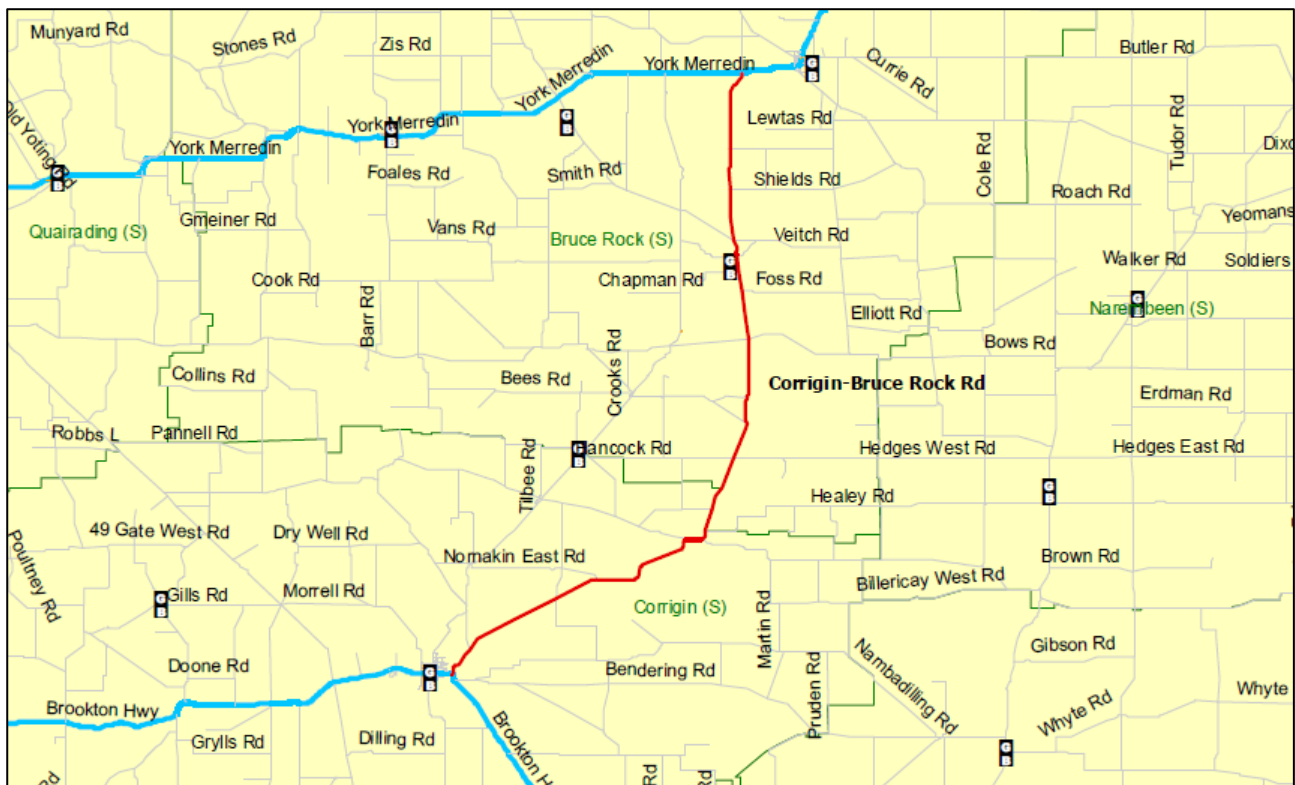 Munyard Rd
Stones Rd
Zis Rd
York Merredin
York Merredin
Currie Rd
Butler Rd
Old Yoting Rd
York Merredin
York Merredin
Lewtas Rd
Cole Rd
Tudor Rd
Foales Rd
Smith Rd
Shields Rd
Roach Rd
Gmeiner Rd
Yeomans
Quairading (S)
Vans Rd
Bruce Rock (S)
Veitch Rd
Walker Rd
Soldiers
Cook Rd
Chapman Rd
Foss Rd
Barr Rd
Elliott Rd
Narembeen (S)
Bows Rd
Crooks Rd
Collins Rd
Bees Rd
Corrigin-Bruce Rock Rd
Erdman Rd
Robbs L
Pannell Rd
Tilbee Rd
Hancock Rd
Hedges West Rd
Hedges East Rd
Healey Rd
49 Gate West Rd
Dry Well Rd
Poultney Rd
Nomakin East Rd
Brown Rd
Gills Rd
Morrell Rd
Billericay West Rd
Corrigin (S)
Martin Rd
Gibson Rd
Doone Rd
Bendering Rd
Nambadilling Rd
Pruden Rd
Whyte
Brookton Hwy
Whyte Rd
Grylls Rd
Dilling Rd
Brookton H
Rd
Rd
Rd